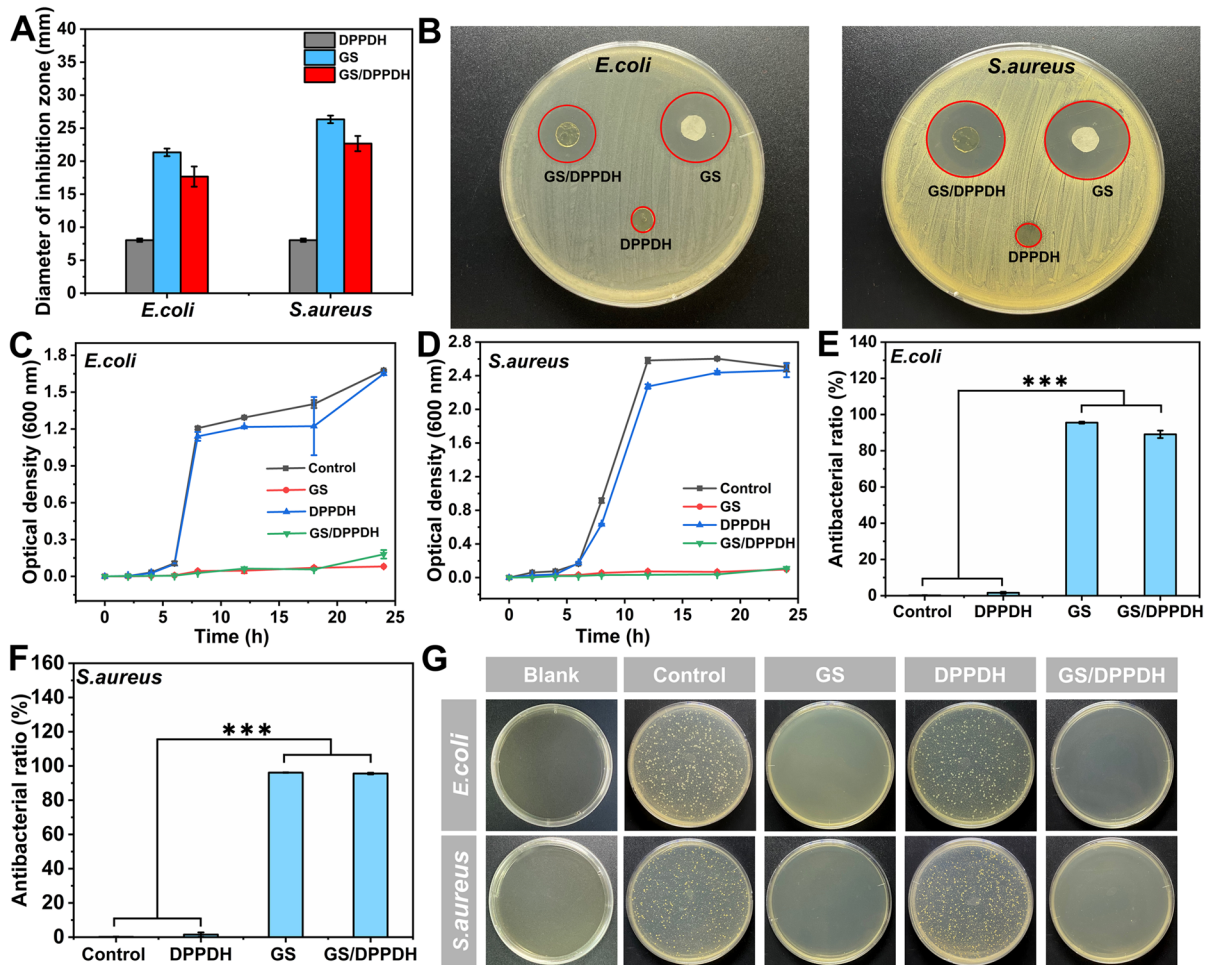 A
Diameter of inhibition zone (mm)
40
35
30
25
20
15
10
5
0
DPPDH
GS
GS/DPPDH
E.coli
S.aureus
B
E.coli
GS/DPPDH
GS
DPPDH
S.aureus
GS/DPPDH
GS
DPPDH
C
E.coli
Optical density (600 nm)
1.8
1.5
1.2
0.9
0.6
0.3
0.0
Control
GS
DPPDH
GS/DPPDH
0
5
10
15
20
25
Time (h)
D
S.aureus
Optical density (600 nm)
2.8
2.4
2.0
1.6
1.2
0.8
0.4
0.0
Control
GS
DPPDH
GS/DPPDH
0
5
10
15
20
25
Time (h)
E
E.coli
Antibacterial ratio (%)
140
120
100
80
60
40
20
0
***
Control
DPPDH
GS
GS/DPPDH
F
S.aureus
Antibacterial ratio (%)
160
140
120
100
80
60
40
20
0
***
Control
DPPDH
GS
GS/DPPDH
G
Blank
Control
GS
DPPDH
GS/DPPDH
E.coli
S.aureus